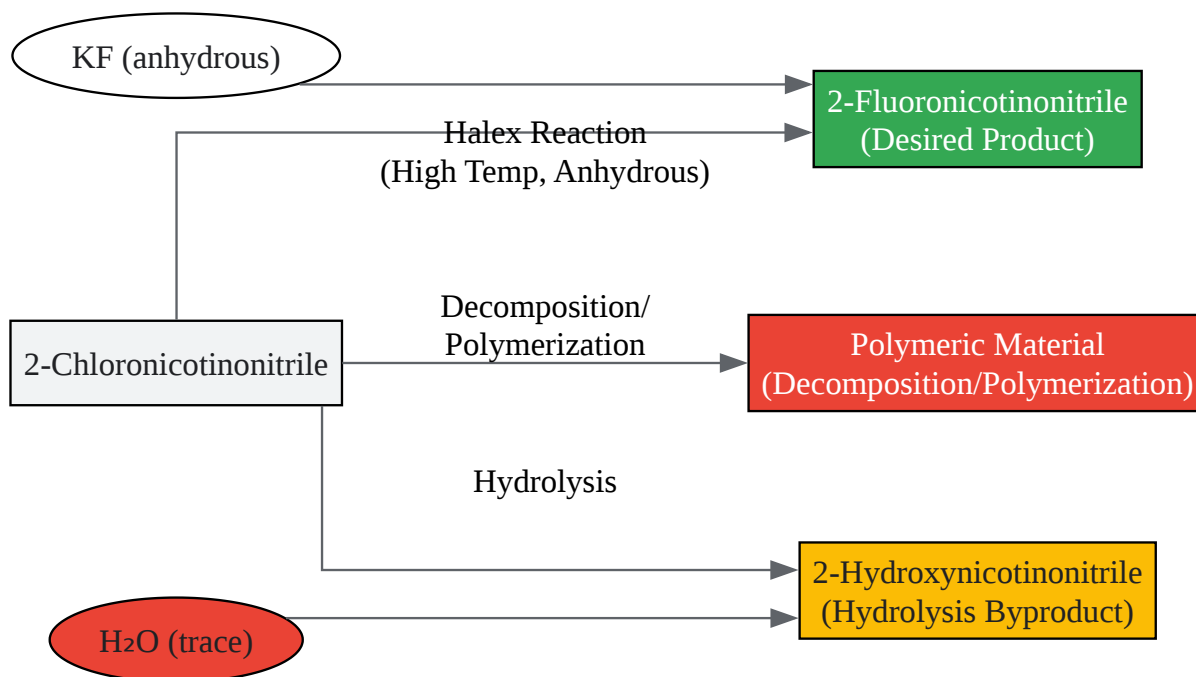 KF (anhydrous)
2-Fluoronicotinonitrile
(Desired Product)
Halex Reaction
(High Temp, Anhydrous)
Decomposition/
Polymerization
2-Chloronicotinonitrile
Polymeric Material
(Decomposition/Polymerization)
Hydrolysis
2-Hydroxynicotinonitrile
(Hydrolysis Byproduct)
H₂O (trace)